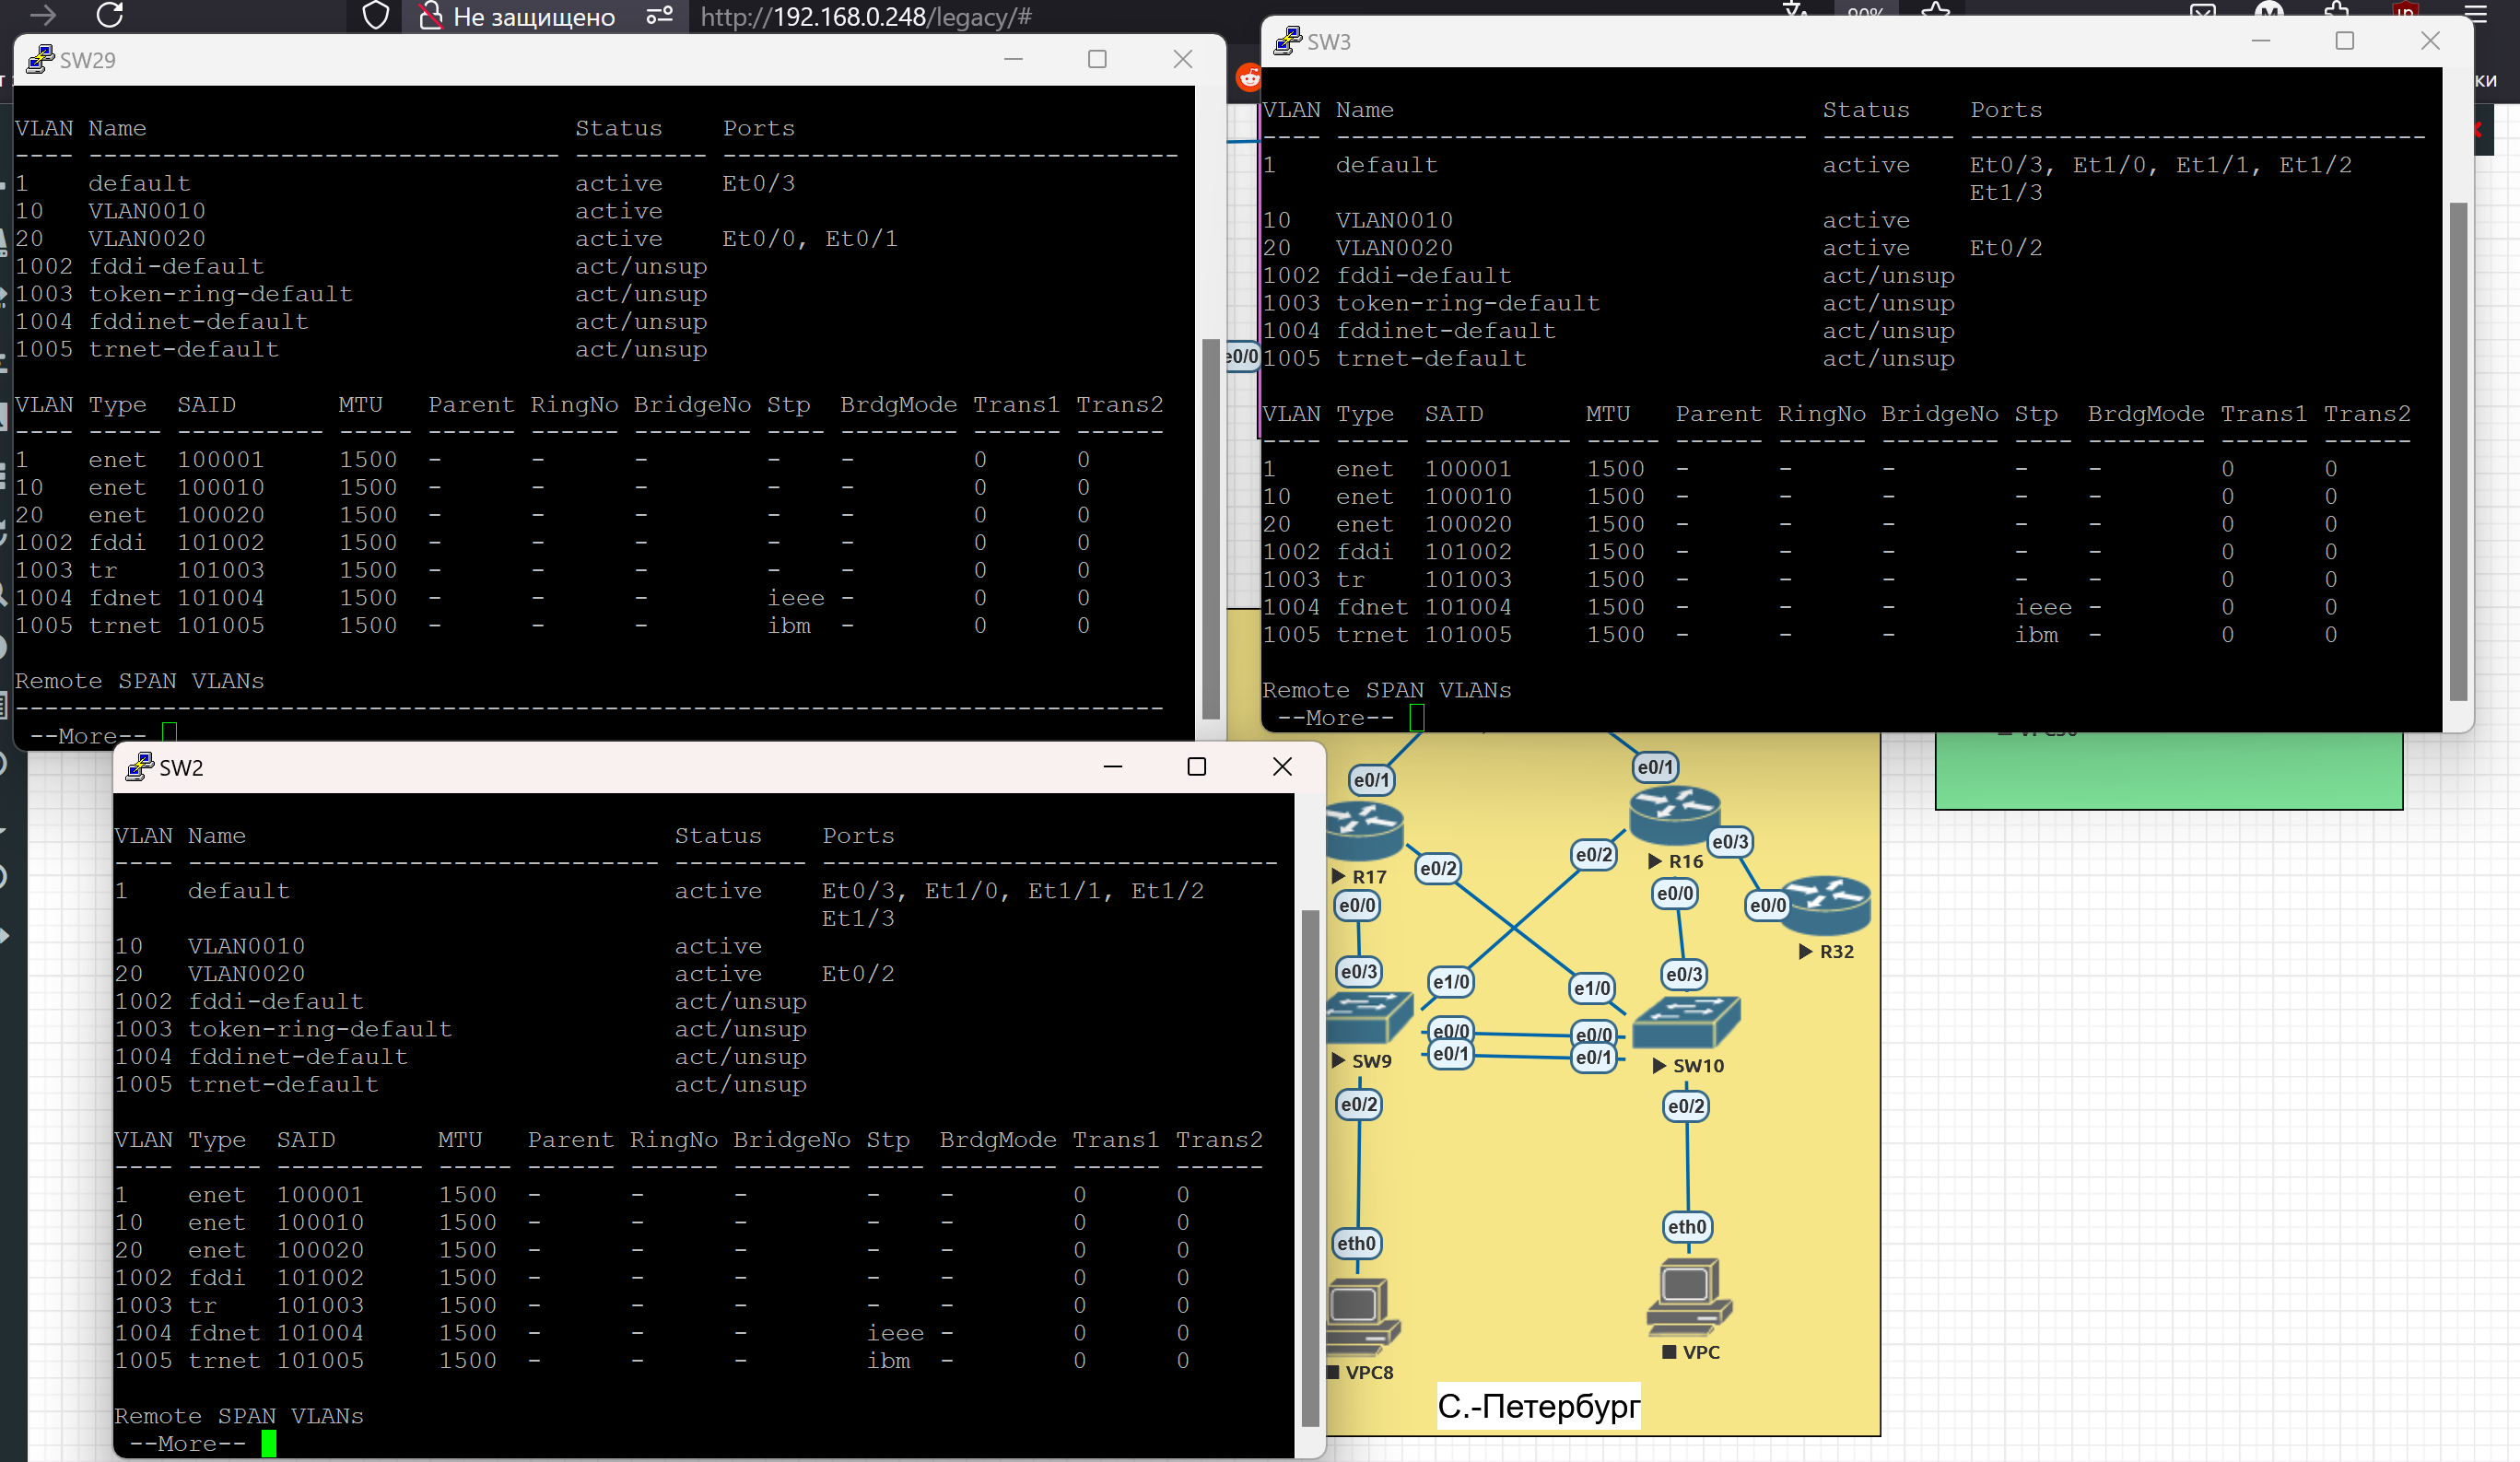 Не защищено http://192.168.0.248/legacy/#
90%
SW29
VLAN Name Status Ports
---- -------------------------------- --------- -------------------------------
1 default active Et0/3
10 VLAN0010 active
20 VLAN0020 active Et0/0, Et0/1
1002 fddi-default act/unsup
1003 token-ring-default act/unsup
1004 fddinet-default act/unsup
1005 trnet-default act/unsup
VLAN Type SAID MTU Parent RingNo BridgeNo Stp BrdgMode Trans1 Trans2
---- ----- ---------- ----- ------ ------ -------- ---- -------- ------ ------
1 enet 100001 1500 - - - - - 0 0
10 enet 100010 1500 - - - - - 0 0
20 enet 100020 1500 - - - - - 0 0
1002 fddi 101002 1500 - - - - - 0 0
1003 tr 101003 1500 - - - - - 0 0
1004 fdnet 101004 1500 - - - ieee - 0 0
1005 trnet 101005 1500 - - - ibm - 0 0
Remote SPAN VLANs
------------------------------------------------------------------------------
--More--
SW3
VLAN Name Status Ports
---- -------------------------------- --------- -------------------------------
1 default active Et0/3, Et1/0, Et1/1, Et1/2
Et1/3
10 VLAN0010 active
20 VLAN0020 active Et0/2
1002 fddi-default act/unsup
1003 token-ring-default act/unsup
1004 fddinet-default act/unsup
1005 trnet-default act/unsup
VLAN Type SAID MTU Parent RingNo BridgeNo Stp BrdgMode Trans1 Trans2
---- ----- ---------- ----- ------ ------ -------- ---- -------- ------ ------
1 enet 100001 1500 - - - - - 0 0
10 enet 100010 1500 - - - - - 0 0
20 enet 100020 1500 - - - - - 0 0
1002 fddi 101002 1500 - - - - - 0 0
1003 tr 101003 1500 - - - - - 0 0
1004 fdnet 101004 1500 - - - ieee - 0 0
1005 trnet 101005 1500 - - - ibm - 0 0
Remote SPAN VLANs
--More--
e0/0
SW2
VLAN Name Status Ports
---- -------------------------------- --------- -------------------------------
1 default active Et0/3, Et1/0, Et1/1, Et1/2
Et1/3
10 VLAN0010 active
20 VLAN0020 active Et0/2
1002 fddi-default act/unsup
1003 token-ring-default act/unsup
1004 fddinet-default act/unsup
1005 trnet-default act/unsup
VLAN Type SAID MTU Parent RingNo BridgeNo Stp BrdgMode Trans1 Trans2
---- ----- ---------- ----- ------ ------ -------- ---- -------- ------ ------
1 enet 100001 1500 - - - - - 0 0
10 enet 100010 1500 - - - - - 0 0
20 enet 100020 1500 - - - - - 0 0
1002 fddi 101002 1500 - - - - - 0 0
1003 tr 101003 1500 - - - - - 0 0
1004 fdnet 101004 1500 - - - ieee - 0 0
1005 trnet 101005 1500 - - - ibm - 0 0
Remote SPAN VLANs
--More--
e0/1
e0/1
R17
e0/2
e0/2
R16
e0/3
e0/0
e0/0
e0/0
R32
e0/3
e1/0
e1/0
e0/3
e0/0
e0/0
e0/1
e0/1
SW9
SW10
e0/2
e0/2
eth0
eth0
VPC8
VPC
С.-Петербург